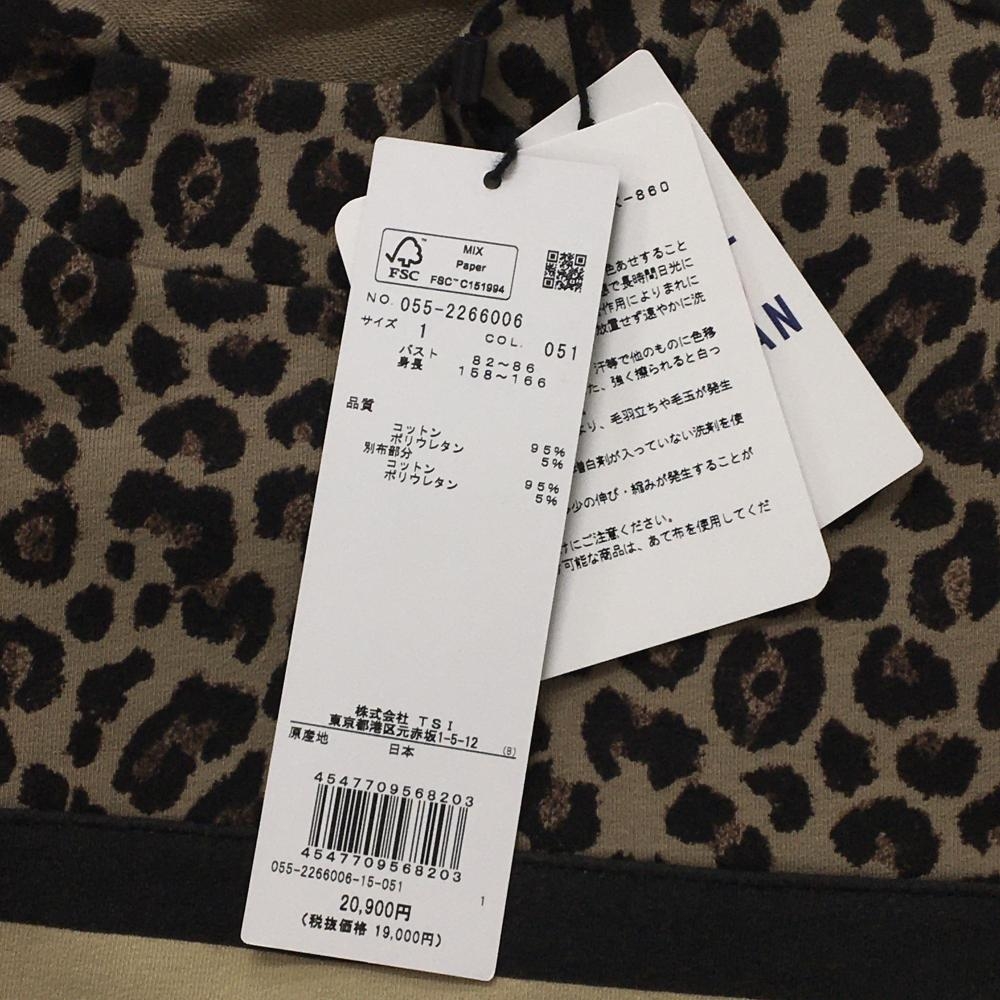 MIX
Paper
FSC™ C151994
FSC
NO. 055-2266006
サイズ 1 COL. 051
バスト 82～86
身長 158～166
品質
コットン 95%
ポリウレタン 5%
別布部分
コットン 95%
ポリウレタン 5%
株式会社 TSI
東京都港区元赤坂1-5-12
原産地 日本 (B)
4547709568203
4547709568203
055-2266006-15-051
1
20,900円
(税抜価格 19,000円)
-860
色あせすること
で長時間日光に
作用によりまれに
放置せず速やかに洗
汗等で他のものに色移
た、強く擦られると白っ
より、毛羽立ちや毛玉が発生
増白剤が入っていない洗剤を使
少の伸び・縮みが発生することが
にご注意ください。
可能な商品は、あて布を使用してくだ
AN